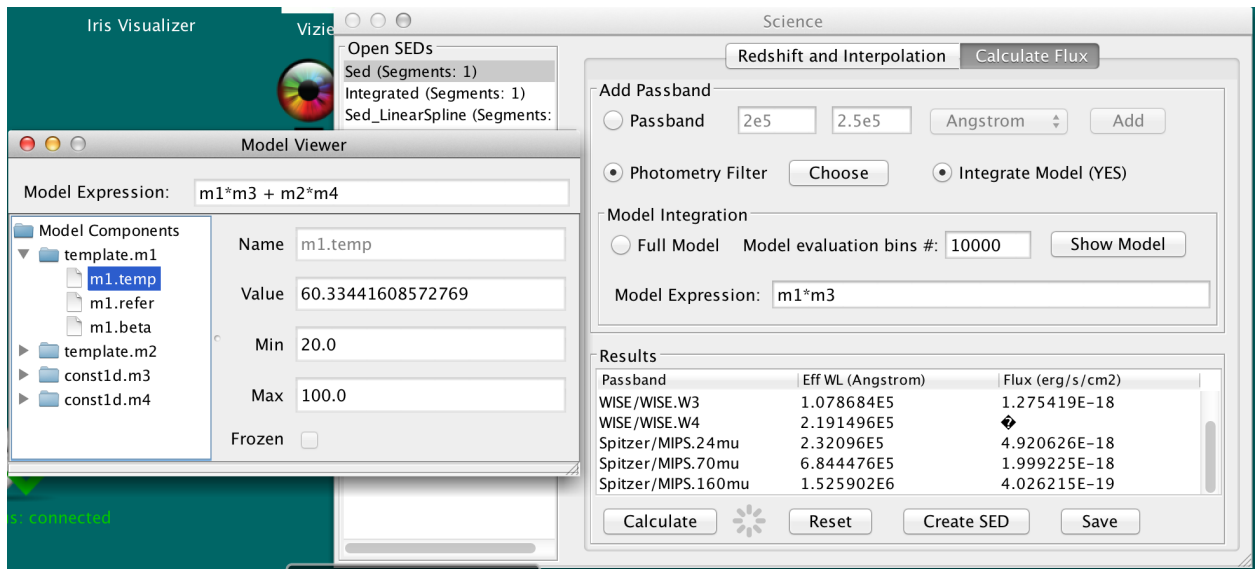 Iris Visualizer
Vizie
Science
Open SEDs
Sed (Segments: 1)
Integrated (Segments: 1)
Sed_LinearSpline (Segments:
Redshift and Interpolation
Calculate Flux
Add Passband
Passband 2e5 2.5e5 Angstrom Add
Photometry Filter Choose Integrate Model (YES)
Model Integration
Full Model Model evaluation bins #: 10000 Show Model
Model Expression: m1*m3
Results
Passband Eff WL (Angstrom) Flux (erg/s/cm2)
WISE/WISE.W3 1.078684E5 1.275419E-18
WISE/WISE.W4 2.191496E5 �
Spitzer/MIPS.24mu 2.32096E5 4.920626E-18
Spitzer/MIPS.70mu 6.844476E5 1.999225E-18
Spitzer/MIPS.160mu 1.525902E6 4.026215E-19
Calculate Reset Create SED Save
Model Viewer
Model Expression: m1*m3 + m2*m4
Model Components
template.m1
m1.temp
m1.refer
m1.beta
template.m2
const1d.m3
const1d.m4
Name m1.temp
Value 60.33441608572769
Min 20.0
Max 100.0
Frozen
s: connected